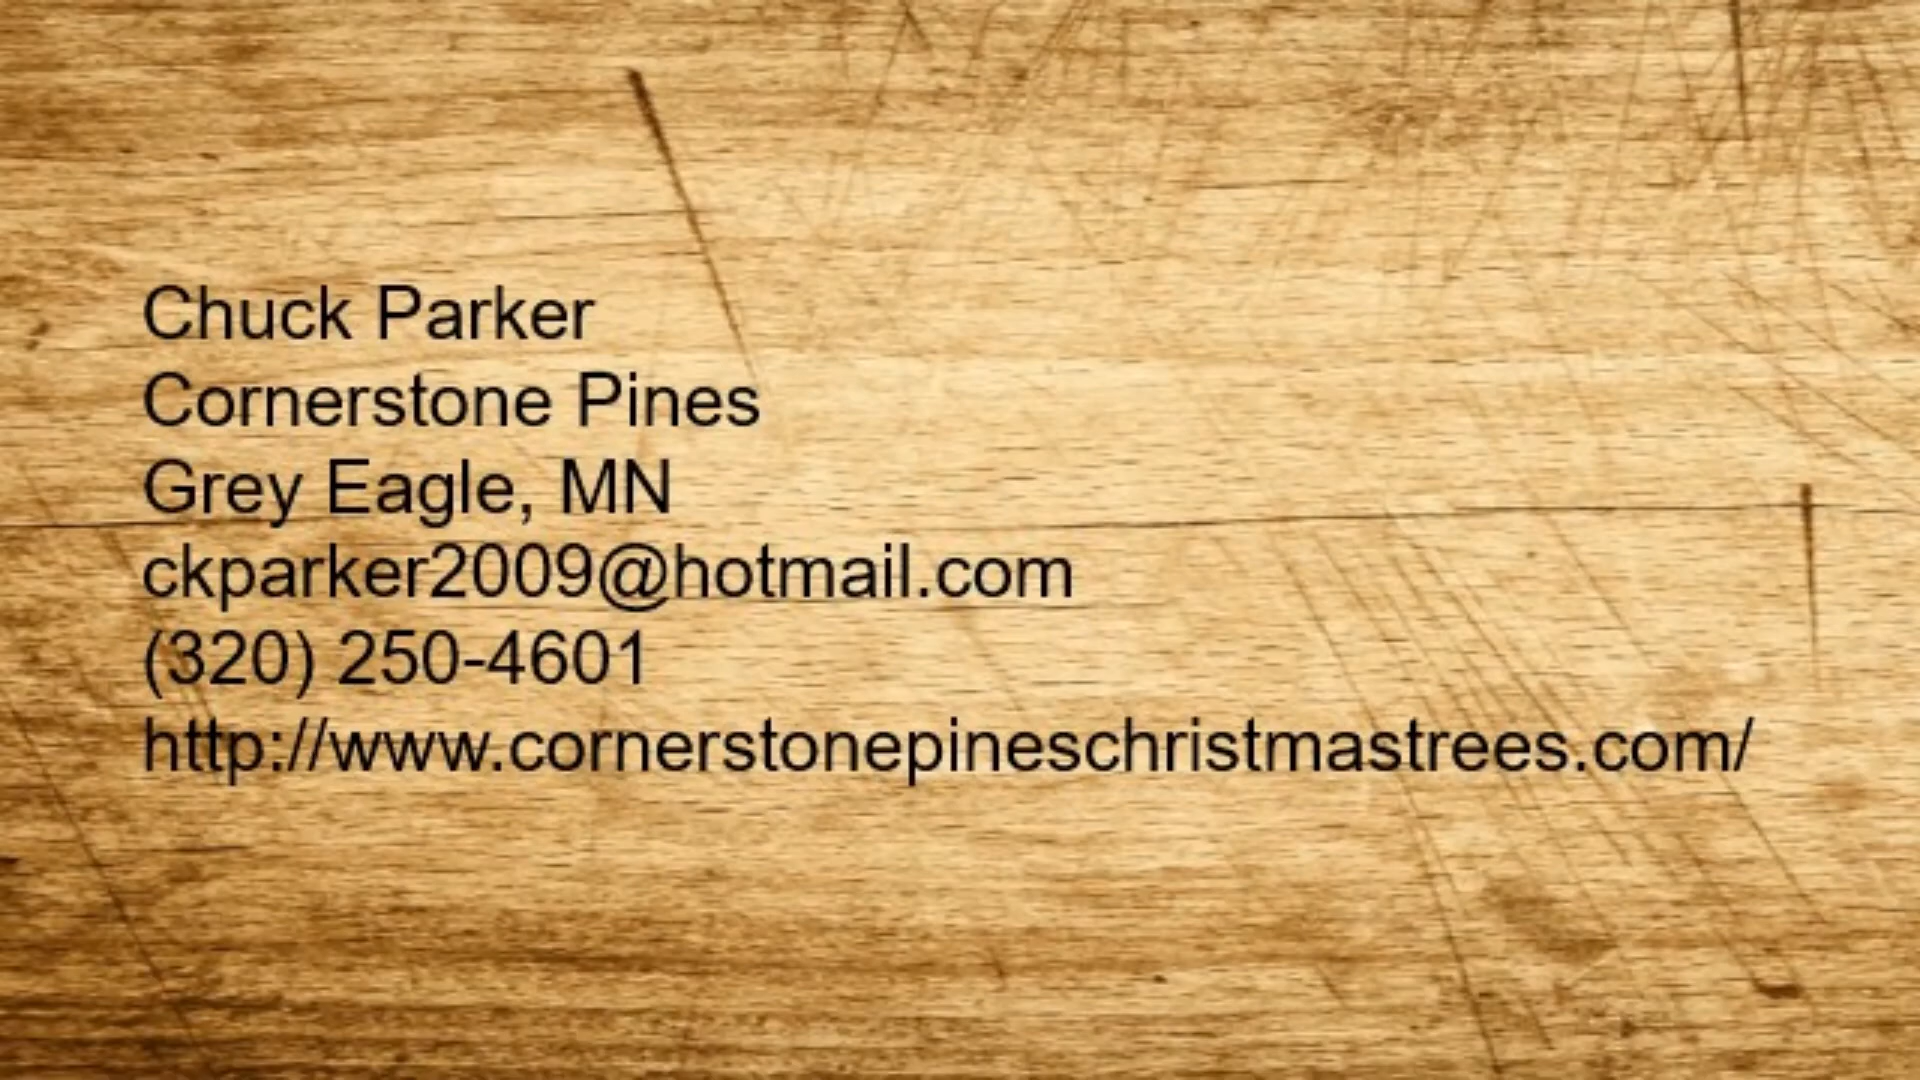 Chuck Parker
Cornerstone Pines
Grey Eagle, MN
ckparker2009@hotmail.com
(320) 250-4601
http://www.cornerstonepineschristmastrees.com/